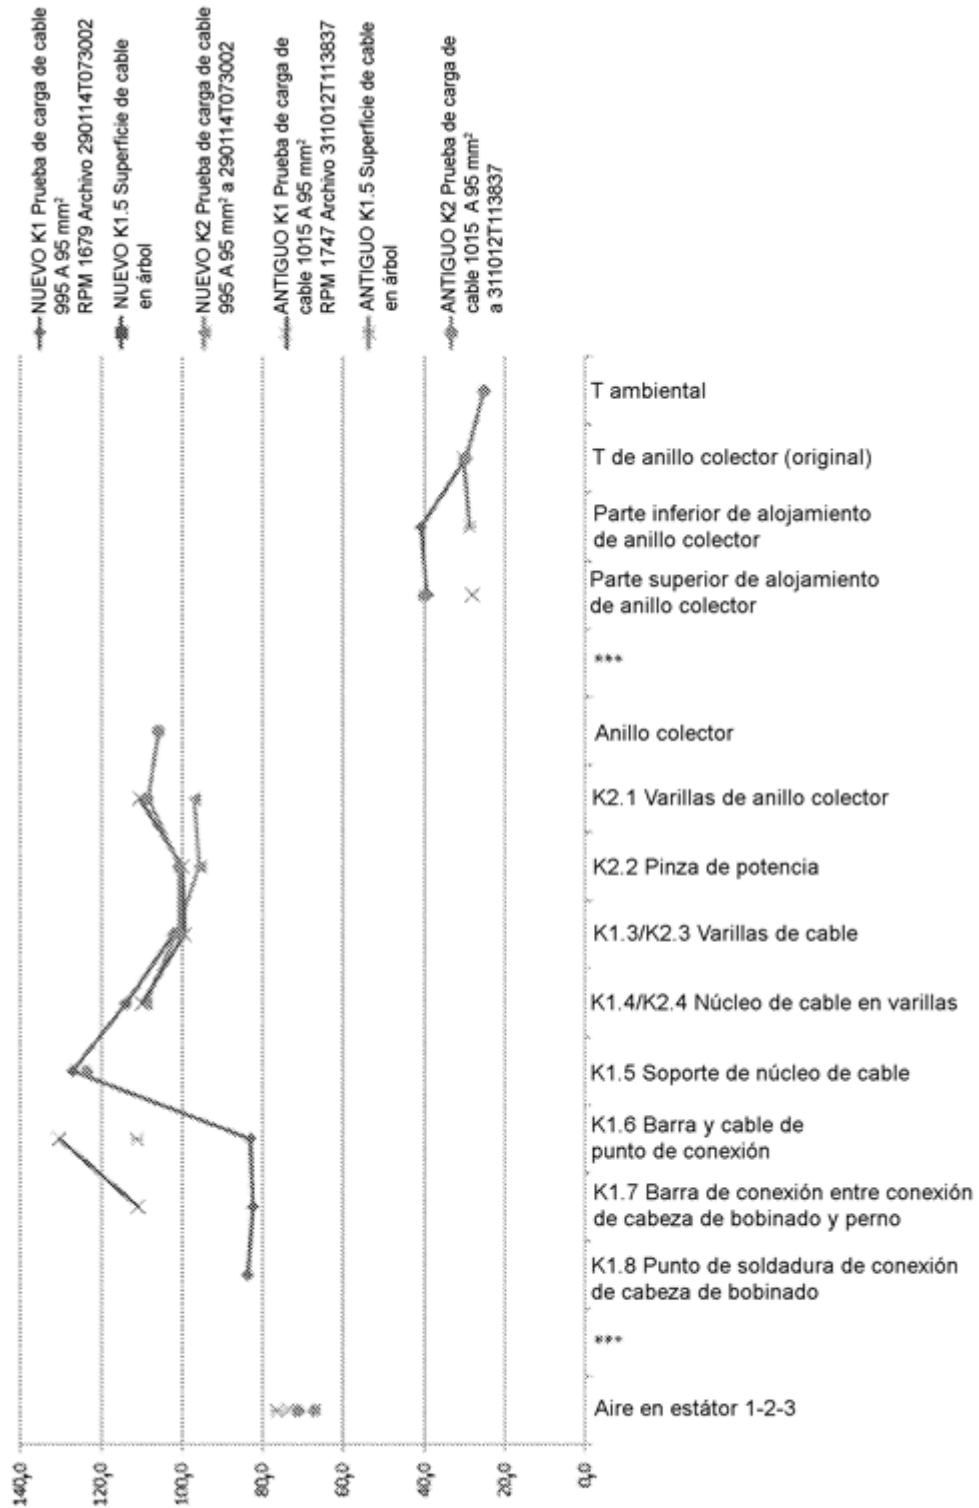 NUEVO K1 Prueba de carga de cable
995 A 95 mm²
RPM 1679 Archivo 290114T073002
NUEVO K1.5 Superficie de cable
en árbol
NUEVO K2 Prueba de carga de cable
995 A 95 mm² a 290114T073002
ANTIGUO K1 Prueba de carga de
cable 1015 A 95 mm²
RPM 1747 Archivo 311012T113837
ANTIGUO K1.5 Superficie de cable
en árbol
ANTIGUO K2 Prueba de carga de
cable 1015 A 95 mm²
a 311012T113837
T ambiental
T de anillo colector (original)
Parte inferior de alojamiento
de anillo colector
Parte superior de alojamiento
de anillo colector
***
Anillo colector
K2.1 Varillas de anillo colector
K2.2 Pinza de potencia
K1.3/K2.3 Varillas de cable
K1.4/K2.4 Núcleo de cable en varillas
K1.5 Soporte de núcleo de cable
K1.6 Barra y cable de
punto de conexión
K1.7 Barra de conexión entre conexión
de cabeza de bobinado y perno
K1.8 Punto de soldadura de conexión
de cabeza de bobinado
***
Aire en estátor 1-2-3
140,0
120,0
100,0
80,0
60,0
40,0
20,0
0,0